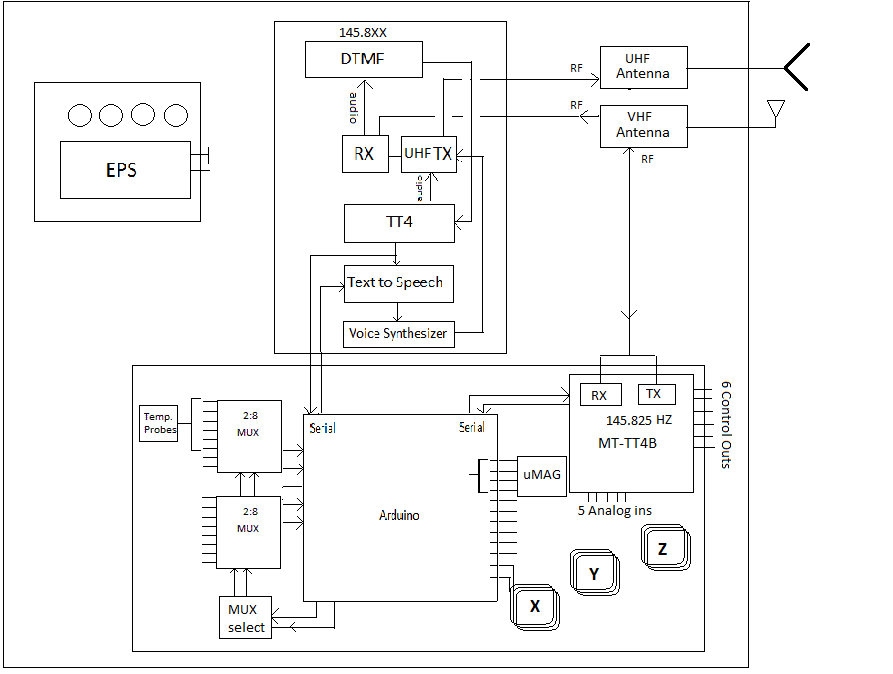 145.8XX
DTMF
audio
RX
UHF TX
TT4
Text to Speech
Voice Synthesizer
EPS
RF
UHF
Antenna
RF
VHF
Antenna
RF
Temp.
Probes
2:8
MUX
2:8
MUX
MUX
select
Serial
Serial
Arduino
uMAG
RX
TX
145.825 HZ
MT-TT4B
6 Control Outs
5 Analog ins
X
Y
Z